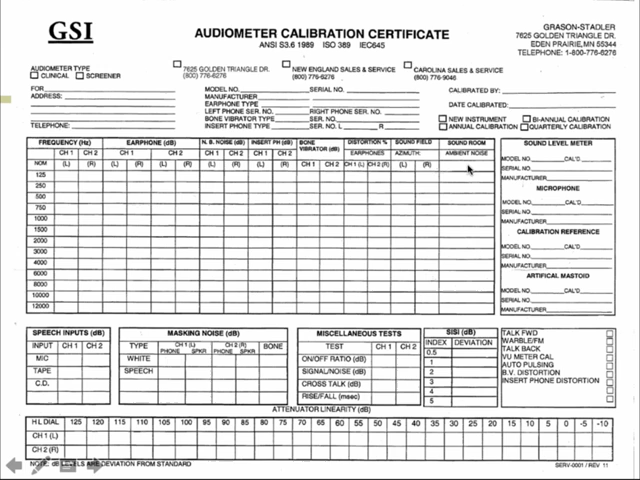 GSI
AUDIOMETER CALIBRATION CERTIFICATE
ANSI S3.6 1989 ISO 389 IEC645
GRASON-STADLER
7625 GOLDEN TRIANGLE DR.
EDEN PRAIRIE, MN 55344
TELEPHONE: 1-800-776-6276
AUDIOMETER TYPE
CLINICAL SCREENER
7625 GOLDEN TRIANGLE DR.
(800) 776-6276
NEW ENGLAND SALES & SERVICE
(800) 776-6276
CAROLINA SALES & SERVICE
(800) 776-9046
FOR
ADDRESS:
TELEPHONE:
MODEL NO. SERIAL NO.
MANUFACTURER
EARPHONE TYPE
LEFT PHONE SER. NO. RIGHT PHONE SER. NO.
BONE VIBRATOR TYPE SER. NO.
INSERT PHONE TYPE SER. NO. L R
CALIBRATED BY:
DATE CALIBRATED:
NEW INSTRUMENT BI-ANNUAL CALIBRATION
ANNUAL CALIBRATION QUARTERLY CALIBRATION
FREQUENCY (Hz) EARPHONE (dB) N. B. NOISE (dB) INSERT PH (dB) BONE VIBRATOR (dB) DISTORTION % SOUND FIELD SOUND ROOM
CH 1 CH 2 CH 1 CH 2 CH 1 CH 2 CH 1 CH 2 EARPHONES AZIMUTH: AMBIENT NOISE
NOM (L) (R) (L) (R) (L) (R) (L) (R) (L) (R) CH 1 CH 2 CH 1 (L) CH 2 (R) (L) (R)
125
250
500
750
1000
1500
2000
3000
4000
6000
8000
10000
12000
SOUND LEVEL METER
MODEL NO. CAL'D
SERIAL NO.
MANUFACTURER
MICROPHONE
MODEL NO. CAL'D
SERIAL NO.
CALIBRATION REFERENCE
MODEL NO. CAL'D
SERIAL NO.
MANUFACTURER
ARTIFICAL MASTOID
MODEL NO. CAL'D
SERIAL NO.
MANUFACTURER
SPEECH INPUTS (dB)
INPUT CH 1 CH 2
MIC
TAPE
C.D.
MASKING NOISE (dB)
TYPE CH 1 (L) CH 2 (R) BONE
PHONE SPKR PHONE SPKR
WHITE
SPEECH
MISCELLANEOUS TESTS
TEST CH 1 CH 2
ON/OFF RATIO (dB)
SIGNAL/NOISE (dB)
CROSS TALK (dB)
RISE/FALL (msec)
SISI (dB)
INDEX DEVIATION
0.5
1
2
3
4
5
TALK FWD
WARBLE/FM
TALK BACK
VU METER CAL
AUTO PULSING
B.V. DISTORTION
INSERT PHONE DISTORTION
ATTENUATOR LINEARITY (dB)
H L DIAL 125 120 115 110 105 100 95 90 85 80 75 70 65 60 55 50 45 40 35 30 25 20 15 10 5 0 -5 -10
CH 1 (L)
CH 2 (R)
NOTE: dB LEVELS ARE DEVIATION FROM STANDARD
SERV-0001 / REV 11